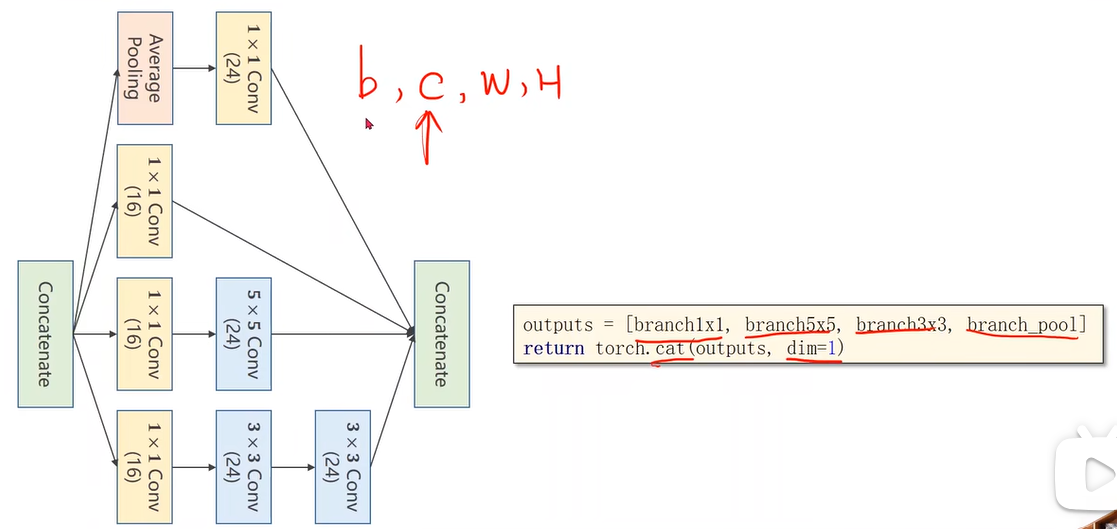 Average
Pooling
1 × 1 Conv
(24)
b, c, W, H
1 × 1 Conv
(16)
Concatenate
1 × 1 Conv
(16)
5 × 5 Conv
(24)
Concatenate
1 × 1 Conv
(16)
3 × 3 Conv
(24)
3 × 3 Conv
(24)
outputs = [branch1x1, branch5x5, branch3x3, branch_pool]
return torch.cat(outputs, dim=1)